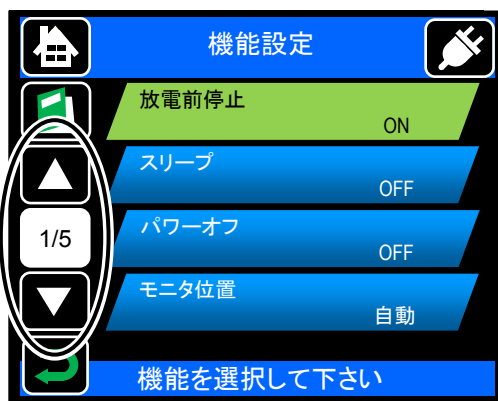 機能設定
放電前停止
ON
スリープ
OFF
1/5
パワーオフ
OFF
モニタ位置
自動
機能を選択して下さい